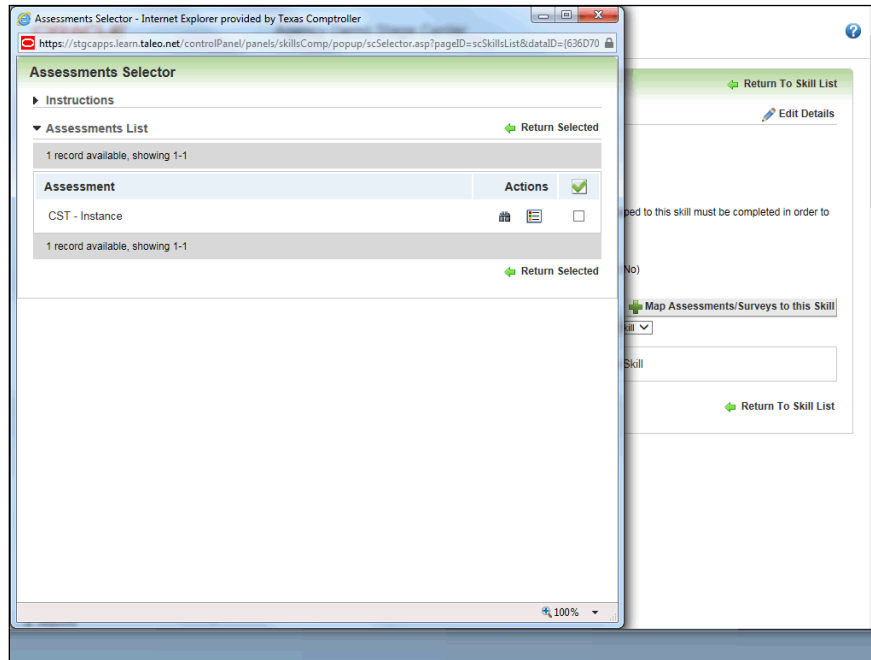 Assessments Selector - Internet Explorer provided by Texas Comptroller
https://stgcapps.learn.taleo.net/controlPanel/panels/skillsComp/popup/scSelector.asp?pageID=scSkillsList&dataID={636D70
Assessments Selector
Instructions
Assessments List
Return Selected
1 record available, showing 1-1
Assessment Actions
CST - Instance
1 record available, showing 1-1
Return Selected
100%
Return To Skill List
Edit Details
ped to this skill must be completed in order to
No)
Map Assessments/Surveys to this Skill
kill
Skill
Return To Skill List